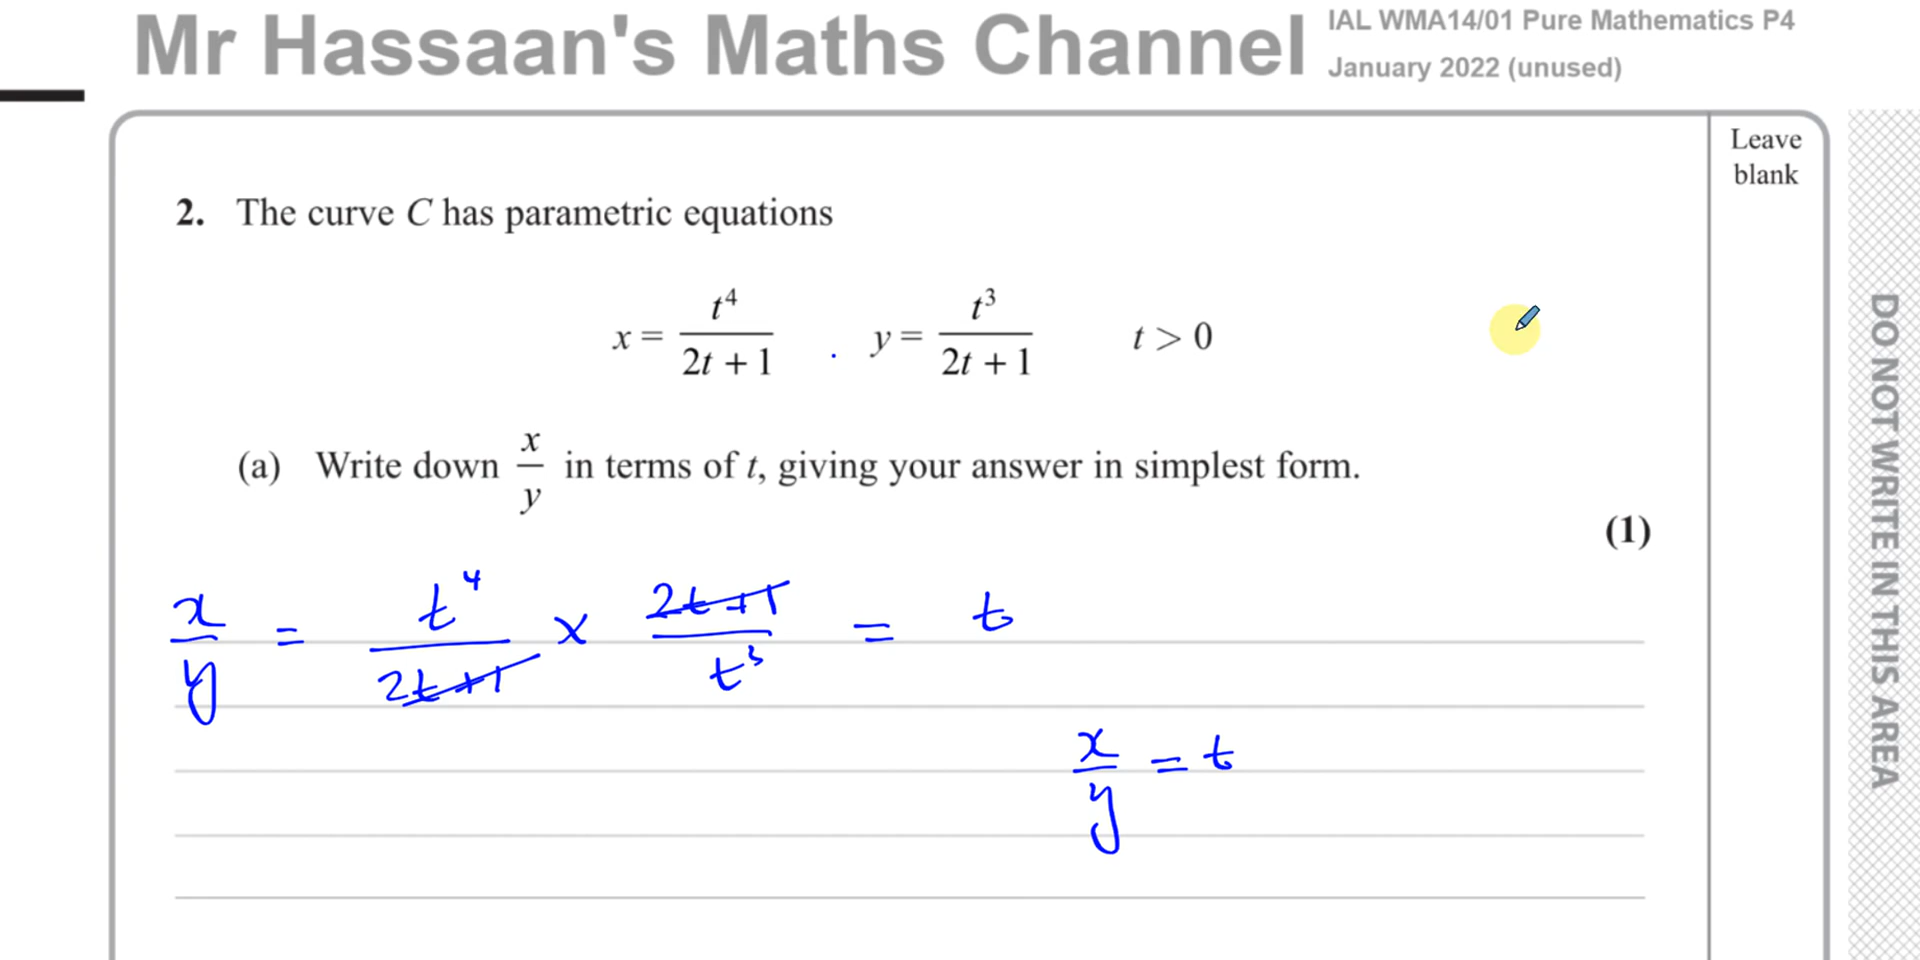 Mr Hassaan's Maths Channel
IAL WMA14/01 Pure Mathematics P4
January 2022 (unused)
Leave
blank
2. The curve C has parametric equations
x = t⁴/(2t + 1) . y = t³/(2t + 1) t > 0
(a) Write down x/y in terms of t, giving your answer in simplest form.
(1)
x/y = t⁴/(2t+1) × (2t+1)/t³ = t
x/y = t
DO NOT WRITE IN THIS AREA